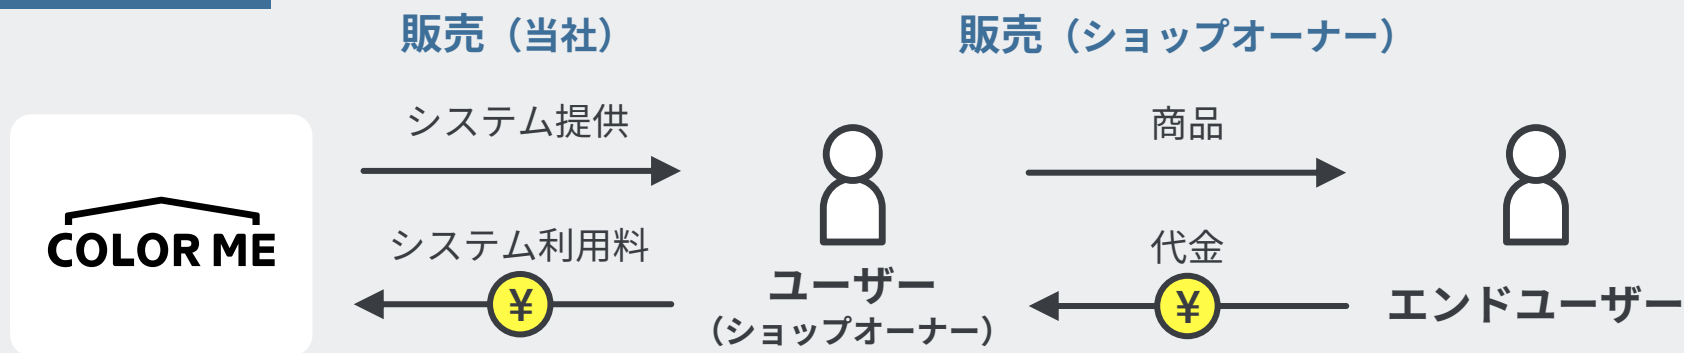 販売（当社）
販売（ショップオーナー）
システム提供
商品
COLOR ME
システム利用料
代金
¥
¥
ユーザー
（ショップオーナー）
エンドユーザー